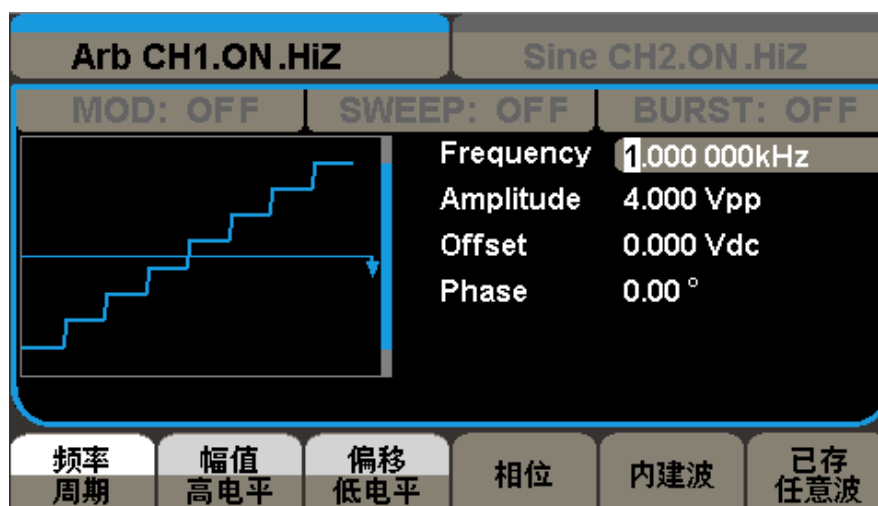 Arb CH1.ON.HiZ
Sine CH2.ON.HiZ
MOD: OFF
SWEEP: OFF
BURST: OFF
Frequency 1.000 000kHz
Amplitude 4.000 Vpp
Offset 0.000 Vdc
Phase 0.00 °
频率
周期
幅值
高电平
偏移
低电平
相位
内建波
已存
任意波